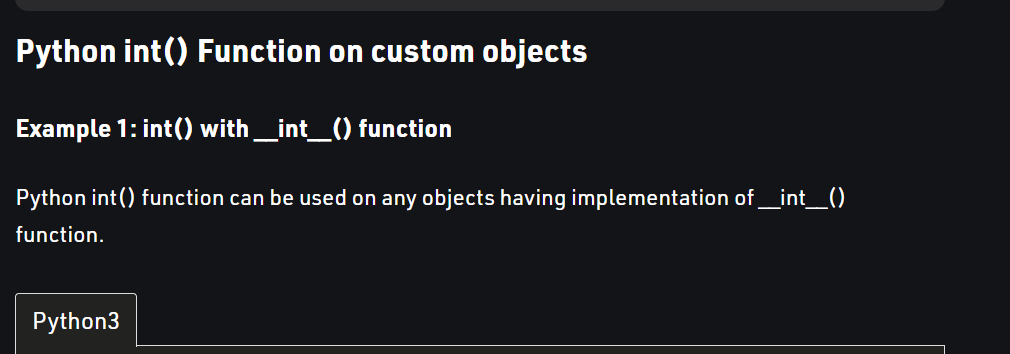 Python int() Function on custom objects
Example 1: int() with __int__() function
Python int() function can be used on any objects having implementation of __int__()
function.
Python3